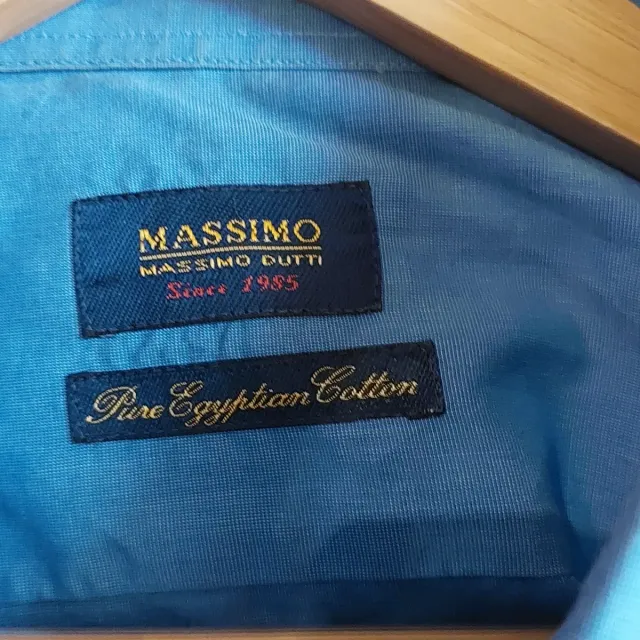 MASSIMO
MASSIMO DUTTI
Since 1985
Pure Egyptian Cotton